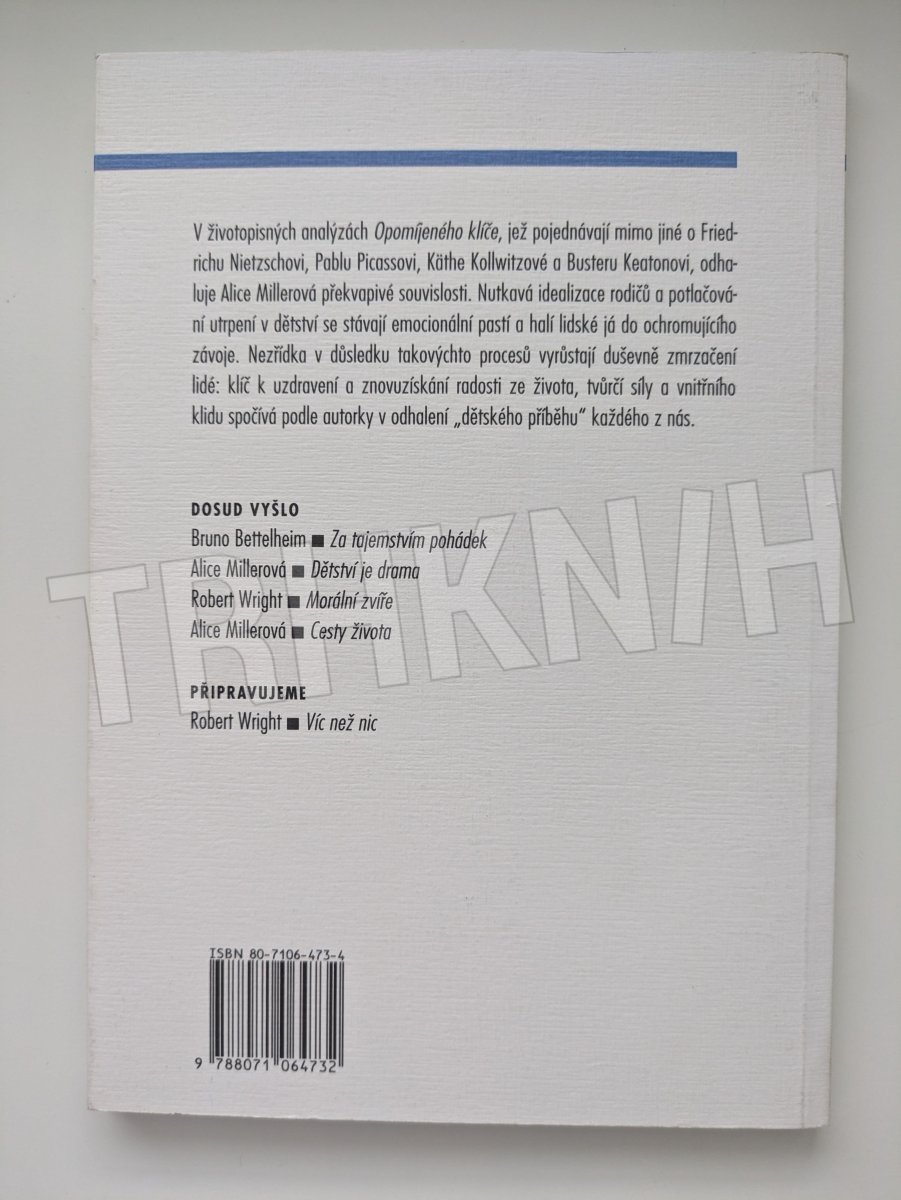 V životopisných analýzách Opomíjeného klíče, jež pojednávají mimo jiné o Fried-
richu Nietzschovi, Pablu Picassovi, Käthe Kollwitzové a Busteru Keatonovi, odha-
luje Alice Millerová překvapivé souvislosti. Nutkavá idealizace rodičů a potlačová-
ní utrpení v dětství se stávají emocionální pastí a halí lidské já do ochromujícího
závoje. Nezřídka v důsledku takovýchto procesů vyrůstají duševně zmrzačení
lidé: klíč k uzdravení a znovuzískání radosti ze života, tvůrčí síly a vnitřního
klidu spočívá podle autorky v odhalení „dětského příběhu“ každého z nás.
DOSUD VYŠLO
Bruno Bettelheim ■ Za tajemstvím pohádek
Alice Millerová ■ Dětství je drama
Robert Wright ■ Morální zvíře
Alice Millerová ■ Cesty života
TRHKNIH
PŘIPRAVUJEME
Robert Wright ■ Víc než nic
ISBN 80-7106-473-4
9 788071 064732